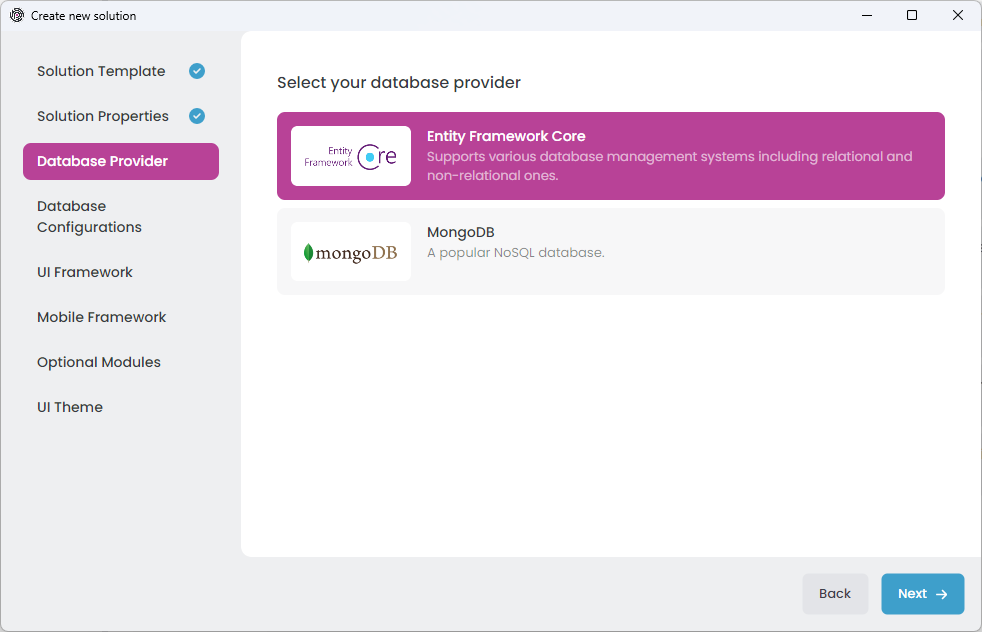 Create new solution
Solution Template
Solution Properties
Database Provider
Database
Configurations
UI Framework
Mobile Framework
Optional Modules
UI Theme
Select your database provider
Entity
Framework Core
Entity Framework Core
Supports various database management systems including relational and
non-relational ones.
mongoDB
MongoDB
A popular NoSQL database.
Back
Next